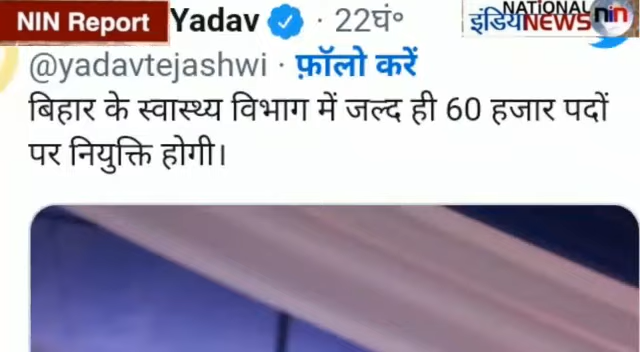 NIN Report Yadav · 22घं॰ NATIONAL
इंडिया NEWS nin
@yadavtejashwi · फ़ॉलो करें
बिहार के स्वास्थ्य विभाग में जल्द ही 60 हजार पदों
पर नियुक्ति होगी।